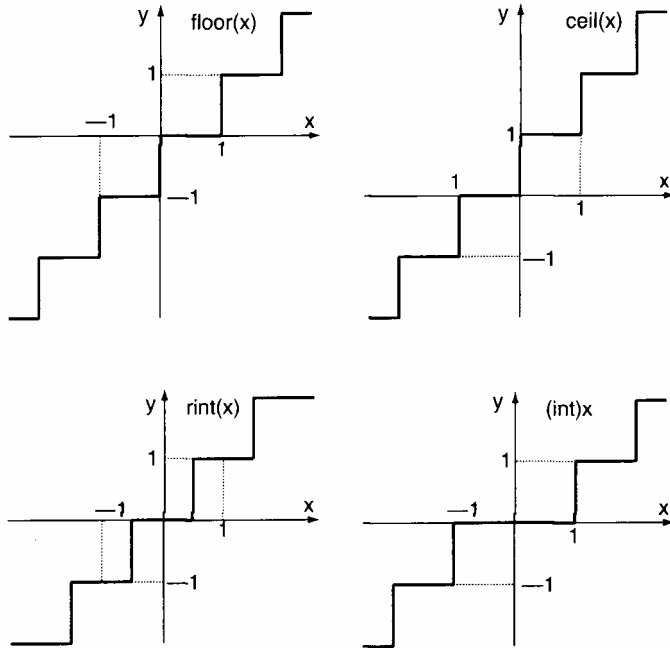 y floor(x)
1
—1 x
1
—1
y ceil(x)
1
1 x
1
—1
y rint(x)
1
—1 x
1
—1
y (int)x
1
—1 x
1
—1